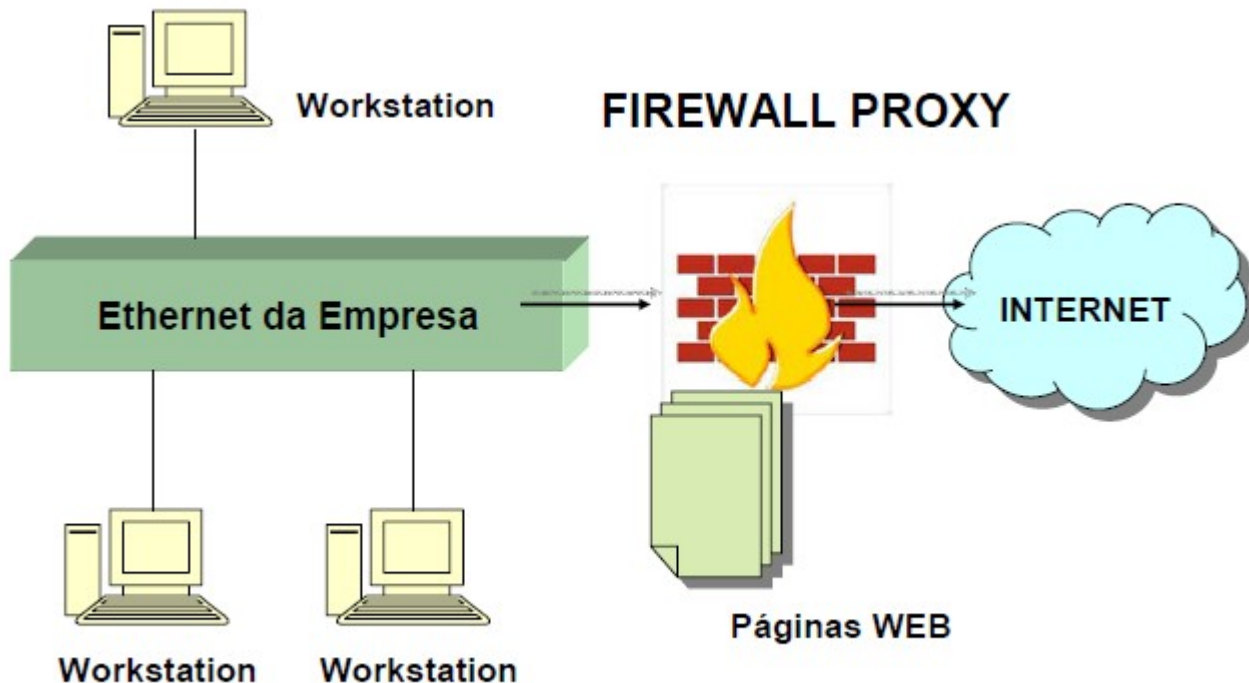 Workstation
FIREWALL PROXY
Ethernet da Empresa
INTERNET
Páginas WEB
Workstation
Workstation